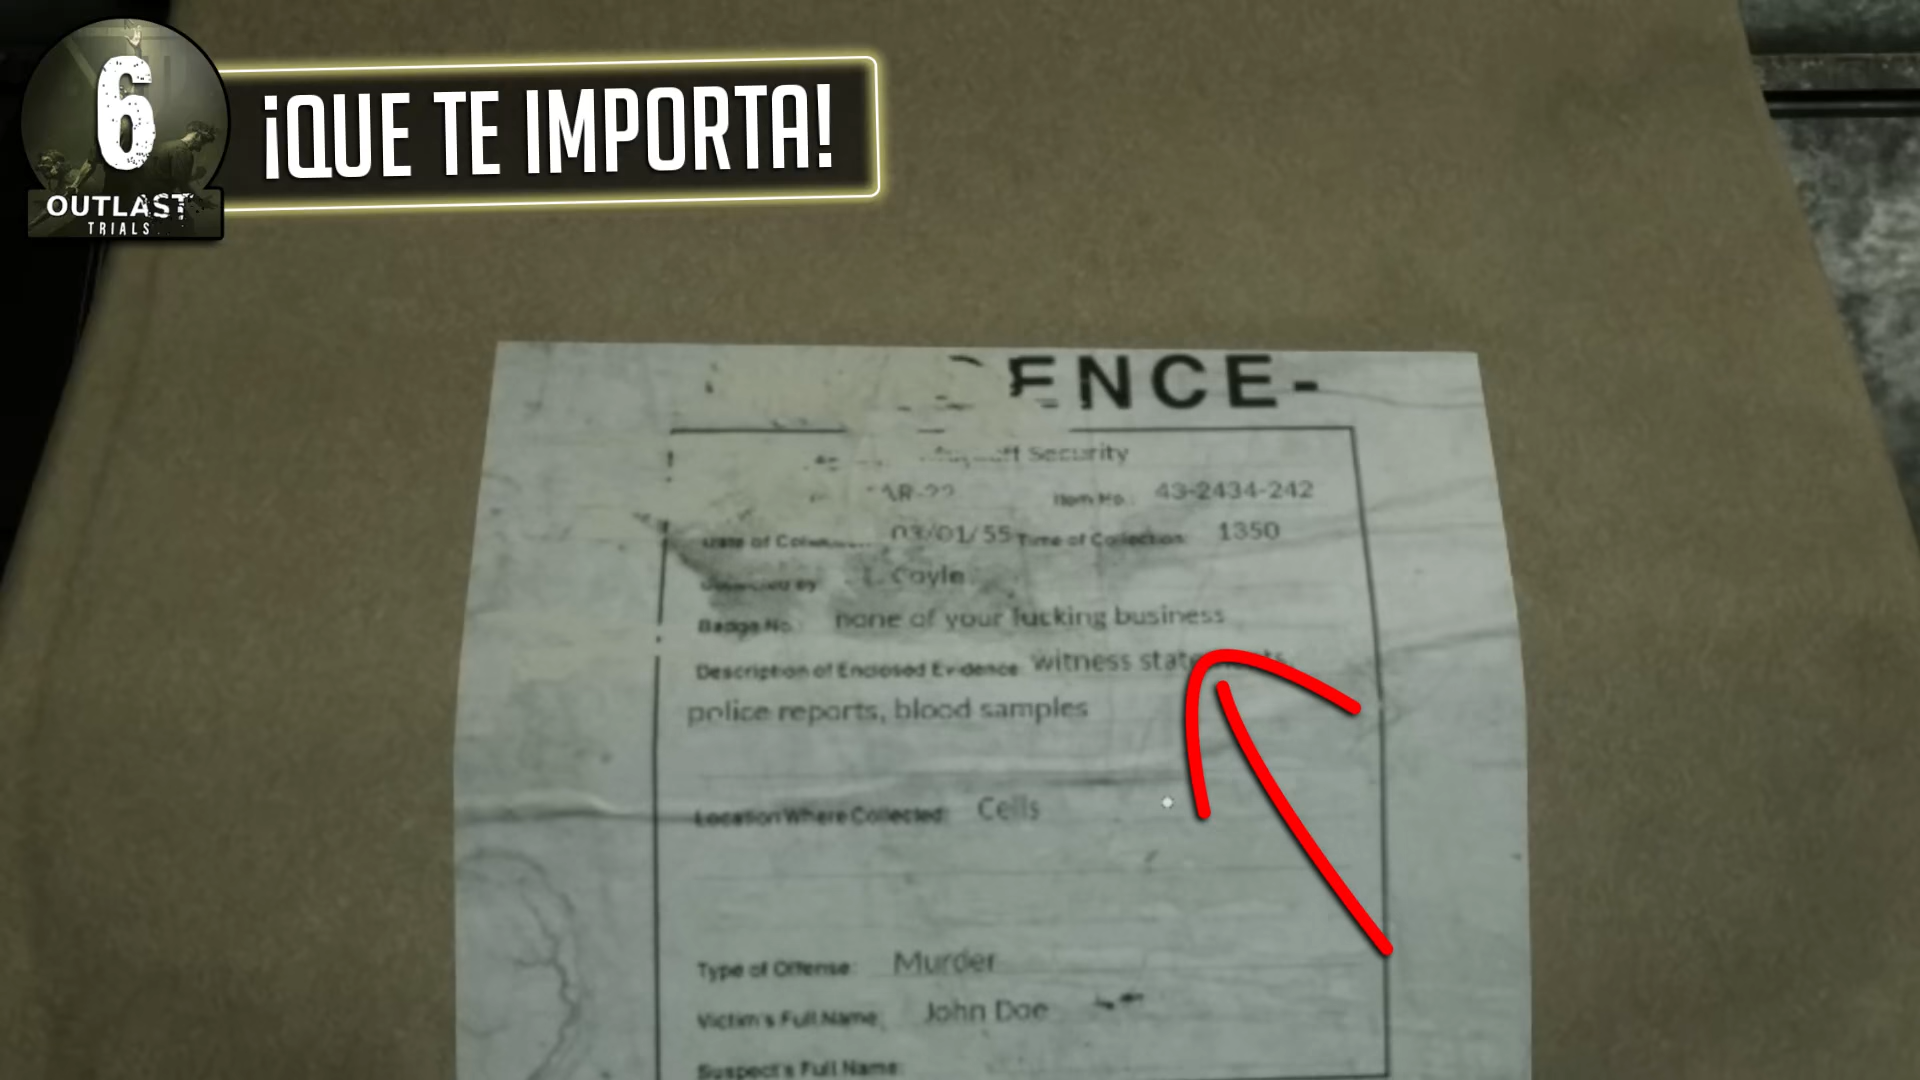 6
OUTLAST
TRIALS
¡QUE TE IMPORTA!
ENCE-
Security
Item No.: 43-2434-242
Date of 03/01/55 Time of Collection: 1350
Coyle
Badge No.: none of your fucking business
Description of Enclosed Evidence: witness
police reports, blood samples
Location Where Collected: Cells
Type of Offense: Murder
Victim's Full Name: John Doe
Suspect's Full Name: